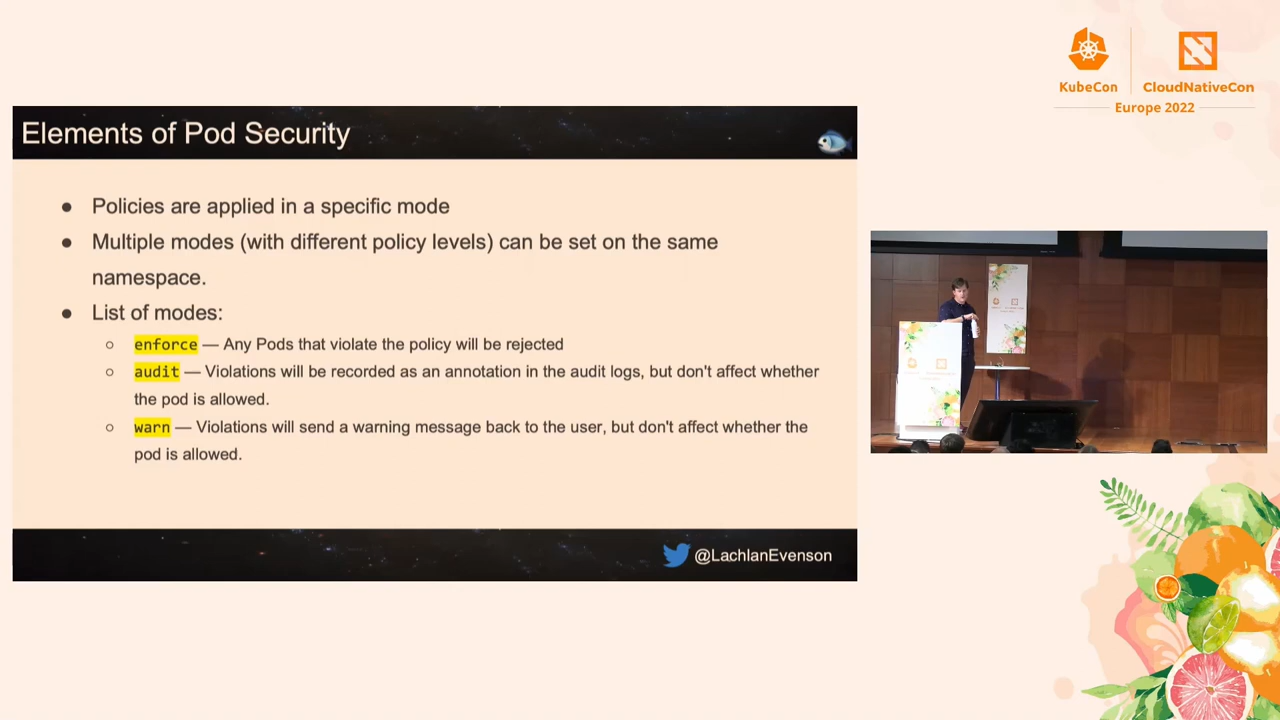 KubeCon
CloudNativeCon
Europe 2022
Elements of Pod Security
● Policies are applied in a specific mode
● Multiple modes (with different policy levels) can be set on the same
namespace.
● List of modes:
○ enforce — Any Pods that violate the policy will be rejected
○ audit — Violations will be recorded as an annotation in the audit logs, but don't affect whether
the pod is allowed.
○ warn — Violations will send a warning message back to the user, but don't affect whether the
pod is allowed.
@LachlanEvenson